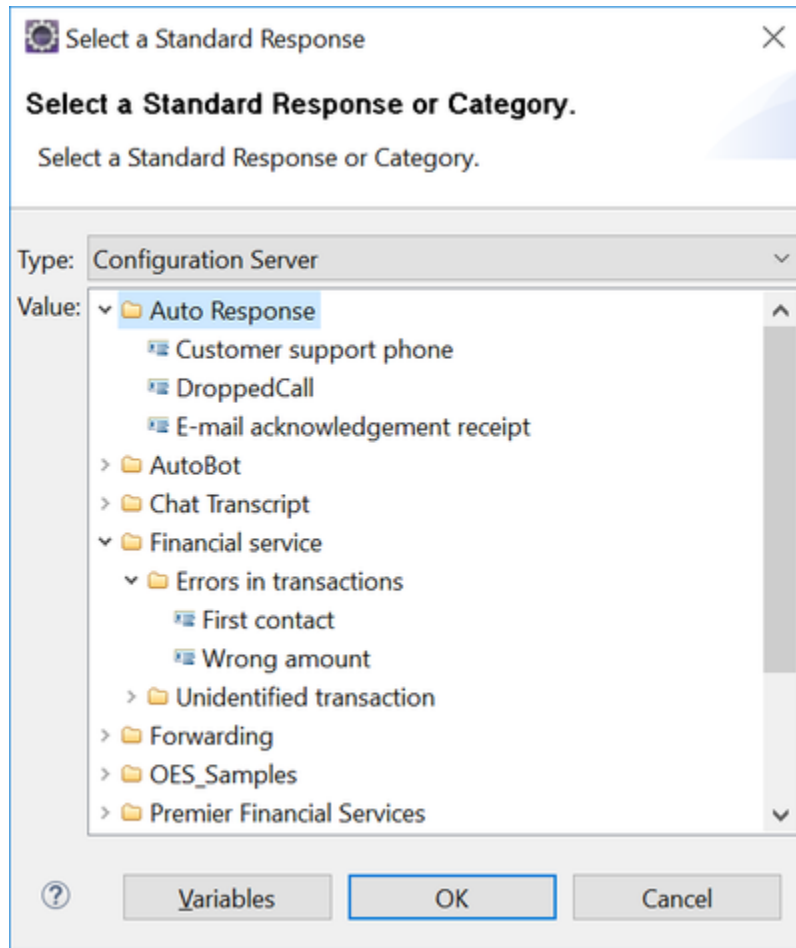 Select a Standard Response
Select a Standard Response or Category.
Select a Standard Response or Category.
Type: Configuration Server
Value: Auto Response
Customer support phone
DroppedCall
E-mail acknowledgement receipt
AutoBot
Chat Transcript
Financial service
Errors in transactions
First contact
Wrong amount
Unidentified transaction
Forwarding
OES_Samples
Premier Financial Services
? Variables OK Cancel